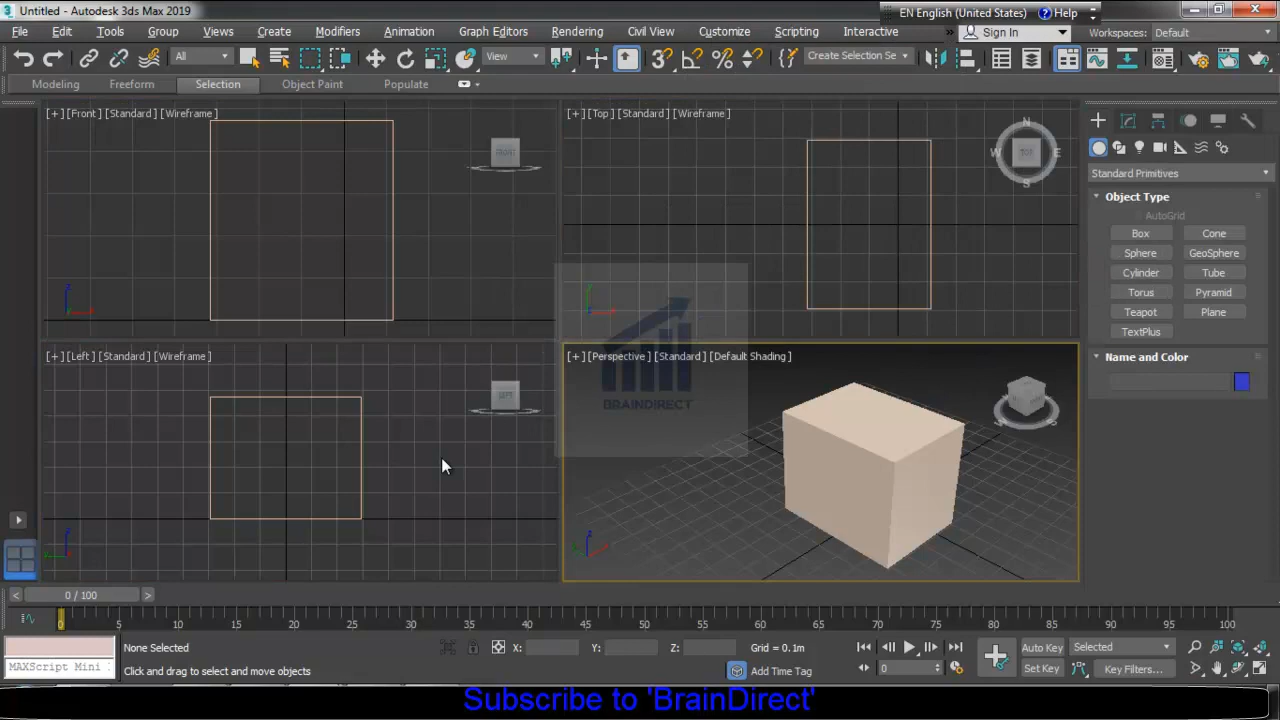 Untitled - Autodesk 3ds Max 2019
EN English (United States) Help
File Edit Tools Group Views Create Modifiers Animation Graph Editors Rendering Civil View Customize Scripting Interactive » Sign In Workspaces: Default
All View Create Selection Se
Modeling Freeform Selection Object Paint Populate
[+] [Front] [Standard] [Wireframe]
FRONT
[+] [Top] [Standard] [Wireframe]
N
W TOP E
S
Standard Primitives
Object Type
AutoGrid
Box Cone
Sphere GeoSphere
Cylinder Tube
Torus Pyramid
Teapot Plane
TextPlus
Name and Color
[+] [Left] [Standard] [Wireframe]
LEFT
[+] [Perspective] [Standard] [Default Shading]
BRAINDIRECT
< 0 / 100 >
0 5 10 15 20 25 30 35 40 45 50 55 60 65 70 75 80 85 90 95 100
None Selected X: Y: Z: Grid = 0.1m Auto Key Selected
MAXScript Mini Click and drag to select and move objects Add Time Tag 0 Set Key Key Filters...
Subscribe to 'BrainDirect'